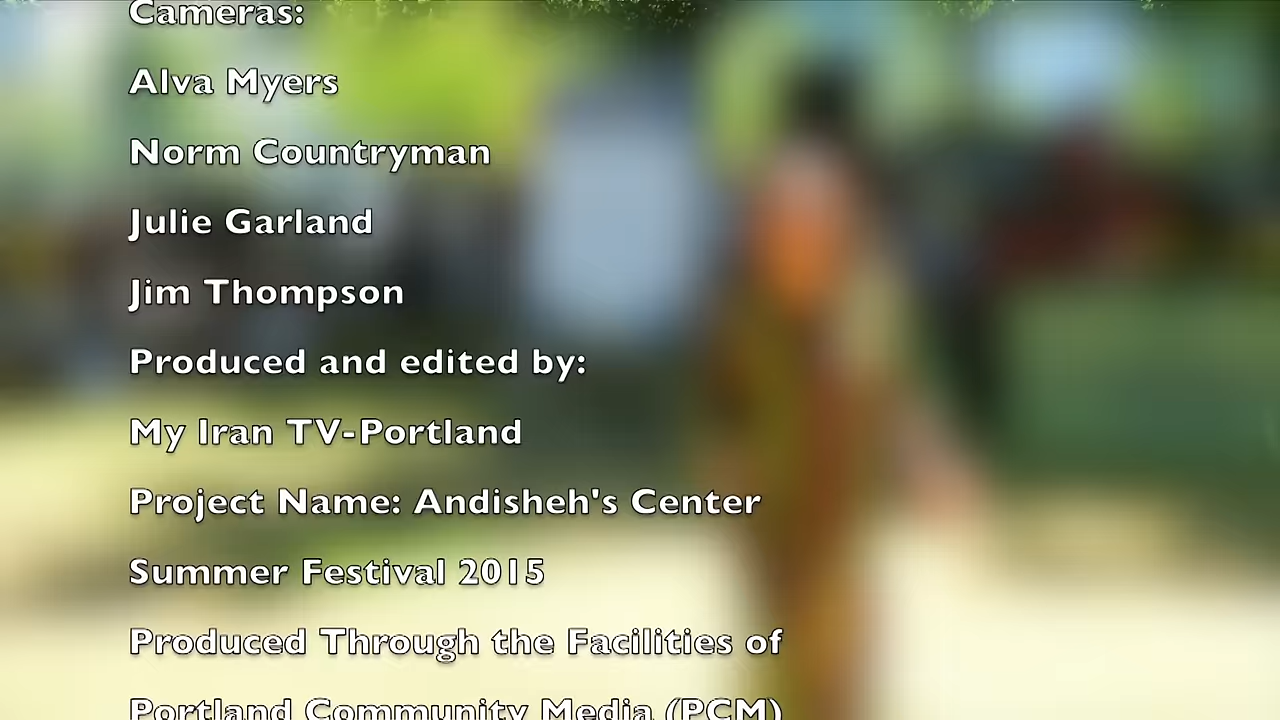 Cameras:
Alva Myers
Norm Countryman
Julie Garland
Jim Thompson
Produced and edited by:
My Iran TV-Portland
Project Name: Andisheh's Center
Summer Festival 2015
Produced Through the Facilities of
Portland Community Media (PCM)